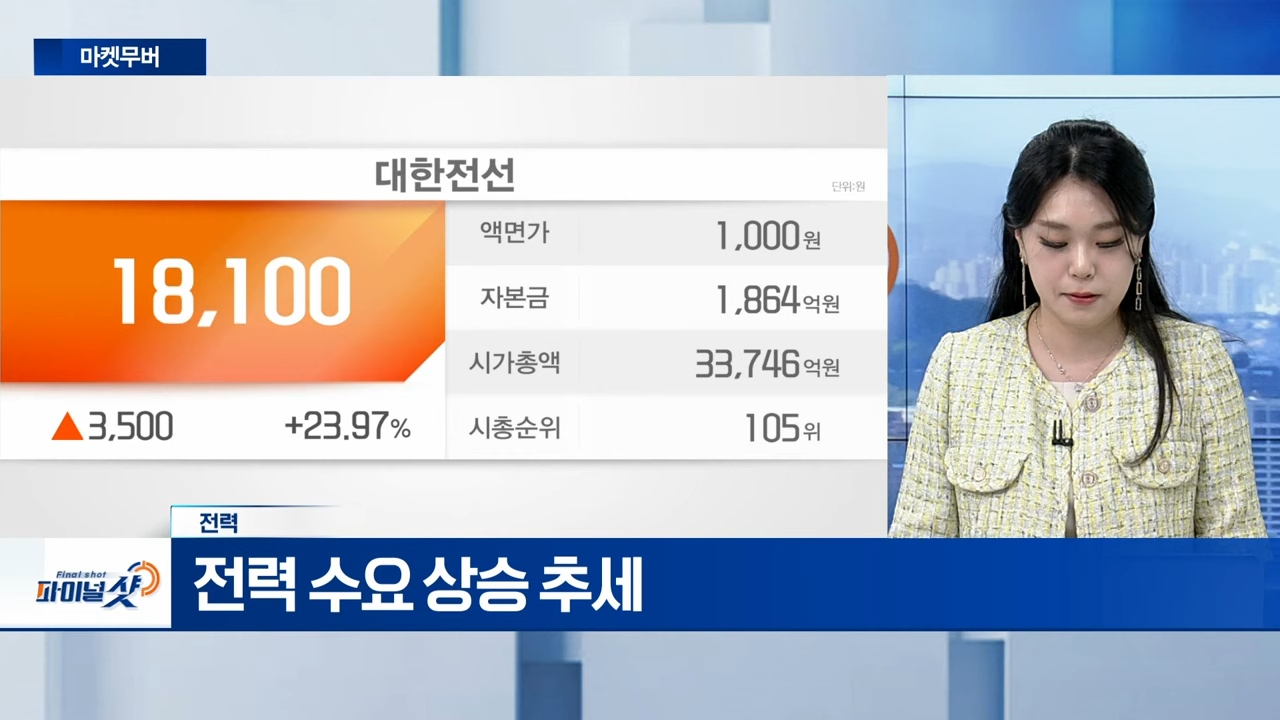 마켓무버
대한전선
단위:원
18,100
▲3,500 +23.97%
액면가 1,000원
자본금 1,864억원
시가총액 33,746억원
시총순위 105위
전력
Final shot
파이널샷
전력 수요 상승 추세